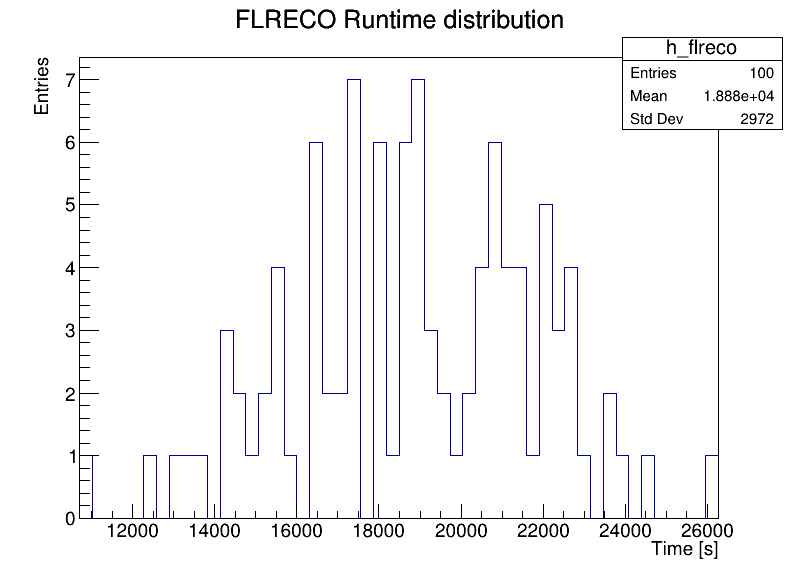 FLRECO Runtime distribution
h_flreco
Entries 100
Mean 1.888e+04
Std Dev 2972
Entries
7
6
5
4
3
2
1
0
12000 14000 16000 18000 20000 22000 24000 26000
Time [s]